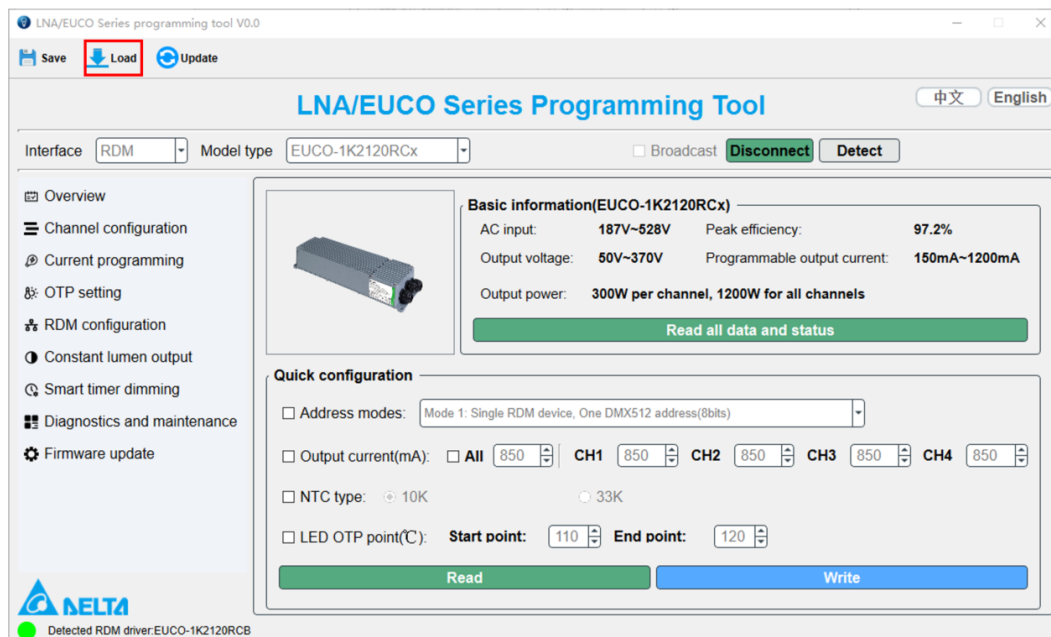 LNA/EUCO Series programming tool V0.0
Save Load Update
LNA/EUCO Series Programming Tool
中文 English
Interface RDM Model type EUCO-1K2120RCx Broadcast Disconnect Detect
Overview
Channel configuration
Current programming
OTP setting
RDM configuration
Constant lumen output
Smart timer dimming
Diagnostics and maintenance
Firmware update
Basic information(EUCO-1K2120RCx)
AC input: 187V~528V Peak efficiency: 97.2%
Output voltage: 50V~370V Programmable output current: 150mA~1200mA
Output power: 300W per channel, 1200W for all channels
Read all data and status
Quick configuration
Address modes: Mode 1: Single RDM device, One DMX512 address(8bits)
Output current(mA): All 850 CH1 850 CH2 850 CH3 850 CH4 850
NTC type: 10K 33K
LED OTP point(℃): Start point: 110 End point: 120
Read Write
DELTA
Detected RDM driver:EUCO-1K2120RCB